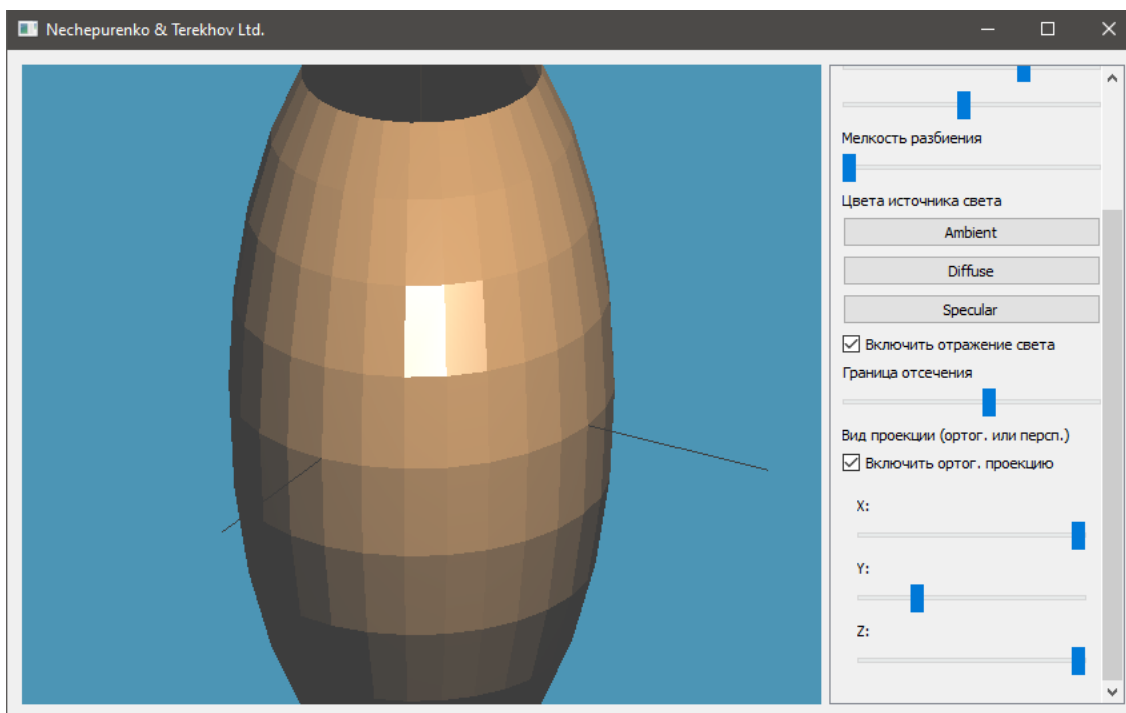 Nechepurenko & Terekhov Ltd.
Мелкость разбиения
Цвета источника света
Ambient
Diffuse
Specular
Включить отражение света
Граница отсечения
Вид проекции (ортог. или персп.)
Включить ортог. проекцию
X:
Y:
Z: